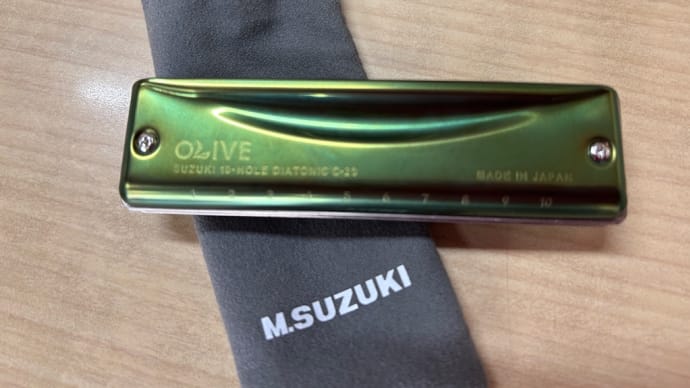 OLIVE
SUZUKI 10-HOLE DIATONIC C-20
MADE IN JAPAN
1 2 3 4 5 6 7 8 9 10
M.SUZUKI